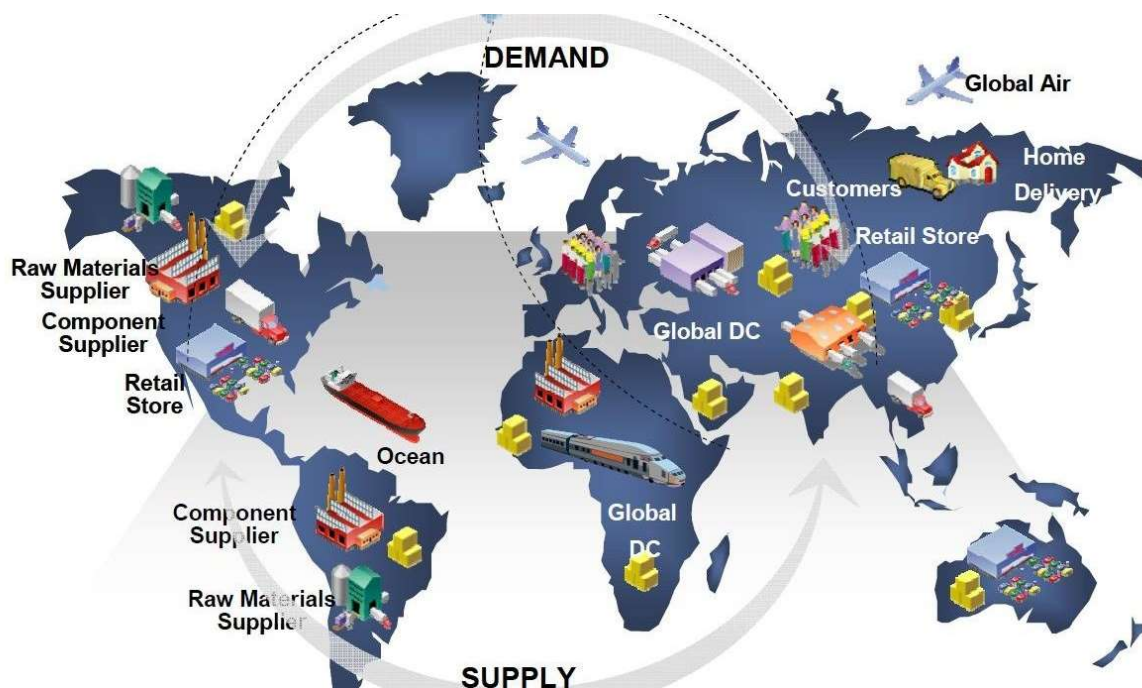 DEMAND
Global Air
Home
Delivery
Customers
Retail Store
Raw Materials
Supplier
Component
Supplier
Global DC
Retail
Store
Ocean
Component
Supplier
Global
DC
Raw Materials
Supplier
SUPPLY